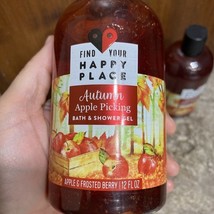 FIND YOUR
HAPPY
PLACE
Autumn
Apple Picking
BATH & SHOWER GEL
APPLE & FROSTED BERRY | 12 FL OZ